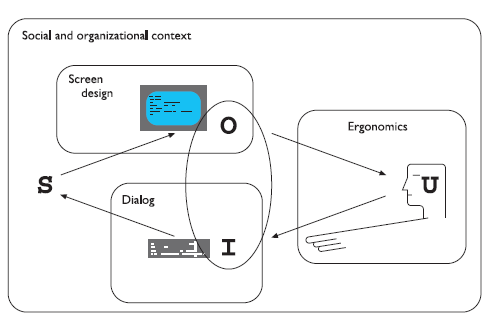 Social and organizational context
Screen
design
O
Ergonomics
S
U
Dialog
I